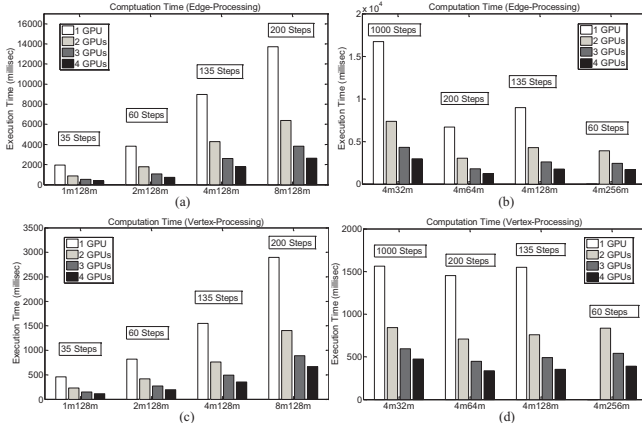 Comptuation Time (Edge-Processing)
Execution Time (millisec)
16000
14000
12000
10000
8000
6000
4000
2000
0
1 GPU
2 GPUs
3 GPUs
4 GPUs
35 Steps
60 Steps
135 Steps
200 Steps
1m128m
2m128m
4m128m
8m128m
(a)
Computation Time (Edge-Processing)
Execution Time (millisec)
x 10⁴
2
1.5
1
0.5
0
1 GPU
2 GPUs
3 GPUs
4 GPUs
1000 Steps
200 Steps
135 Steps
60 Steps
4m32m
4m64m
4m128m
4m256m
(b)
Computation Time (Vertex-Processing)
Execution Time (millisec)
3500
3000
2500
2000
1500
1000
500
0
1 GPU
2 GPUs
3 GPUs
4 GPUs
35 Steps
60 Steps
135 Steps
200 Steps
1m128m
2m128m
4m128m
8m128m
(c)
Computation Time (Vertex-Processing)
Execution Time (millisec)
2000
1500
1000
500
0
1 GPU
2 GPUs
3 GPUs
4 GPUs
1000 Steps
200 Steps
135 Steps
60 Steps
4m32m
4m64m
4m128m
4m256m
(d)